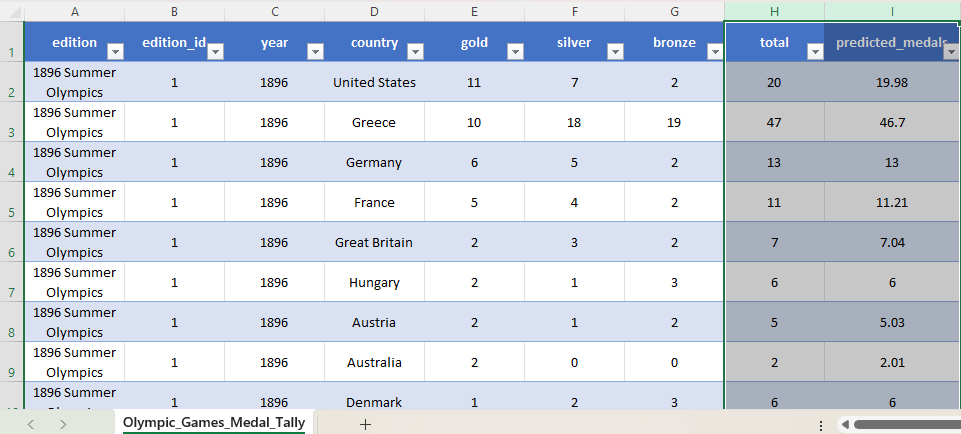 A B C D E F G H I
1 edition edition_id year country gold silver bronze total predicted_medals
1896 Summer
2 Olympics 1 1896 United States 11 7 2 20 19.98
1896 Summer
3 Olympics 1 1896 Greece 10 18 19 47 46.7
1896 Summer
4 Olympics 1 1896 Germany 6 5 2 13 13
1896 Summer
5 Olympics 1 1896 France 5 4 2 11 11.21
1896 Summer
6 Olympics 1 1896 Great Britain 2 3 2 7 7.04
1896 Summer
7 Olympics 1 1896 Hungary 2 1 3 6 6
1896 Summer
8 Olympics 1 1896 Austria 2 1 2 5 5.03
1896 Summer
9 Olympics 1 1896 Australia 2 0 0 2 2.01
1896 Summer
1 1896 Denmark 1 2 3 6 6
Olympic_Games_Medal_Tally